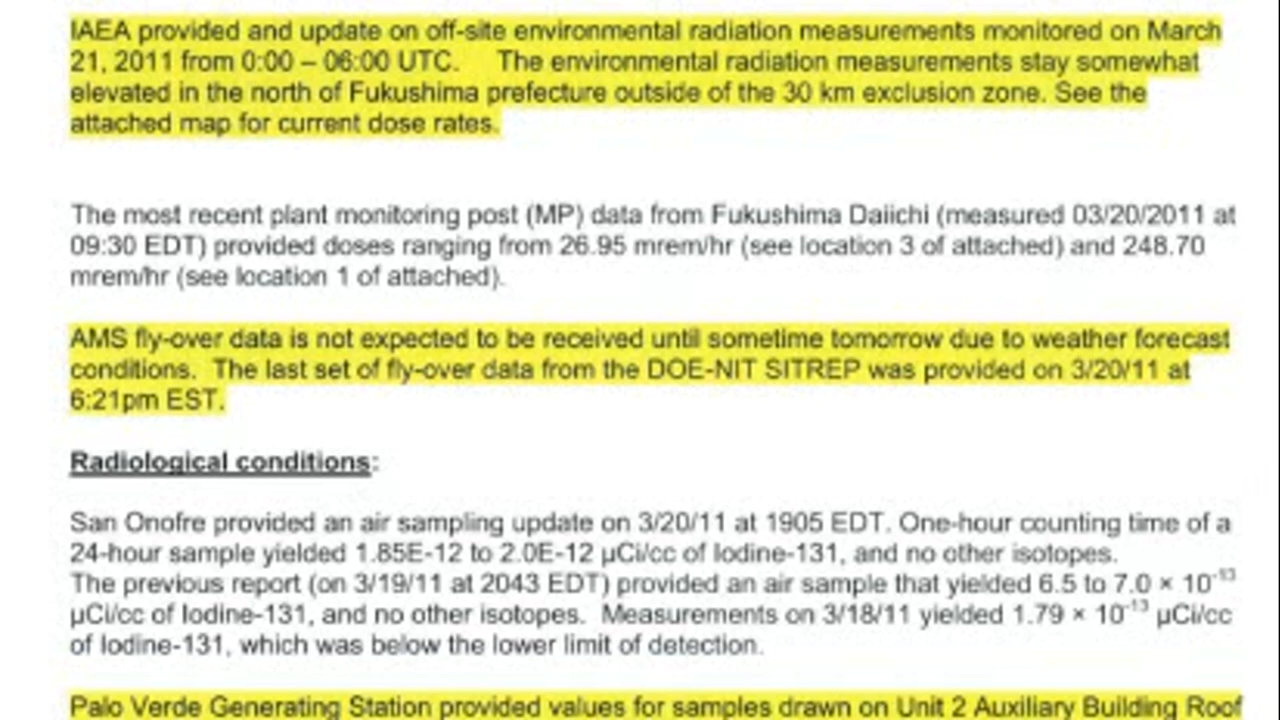 IAEA provided and update on off-site environmental radiation measurements monitored on March
21, 2011 from 0:00 – 06:00 UTC. The environmental radiation measurements stay somewhat
elevated in the north of Fukushima prefecture outside of the 30 km exclusion zone. See the
attached map for current dose rates.
The most recent plant monitoring post (MP) data from Fukushima Daiichi (measured 03/20/2011 at
09:30 EDT) provided doses ranging from 26.95 mrem/hr (see location 3 of attached) and 248.70
mrem/hr (see location 1 of attached).
AMS fly-over data is not expected to be received until sometime tomorrow due to weather forecast
conditions. The last set of fly-over data from the DOE-NIT SITREP was provided on 3/20/11 at
6:21pm EST.
Radiological conditions:
San Onofre provided an air sampling update on 3/20/11 at 1905 EDT. One-hour counting time of a
24-hour sample yielded 1.85E-12 to 2.0E-12 µCi/cc of Iodine-131, and no other isotopes.
The previous report (on 3/19/11 at 2043 EDT) provided an air sample that yielded 6.5 to 7.0 × 10⁻¹³
µCi/cc of Iodine-131, and no other isotopes. Measurements on 3/18/11 yielded 1.79 × 10⁻¹³ µCi/cc
of Iodine-131, which was below the lower limit of detection.
Palo Verde Generating Station provided values for samples drawn on Unit 2 Auxiliary Building Roof